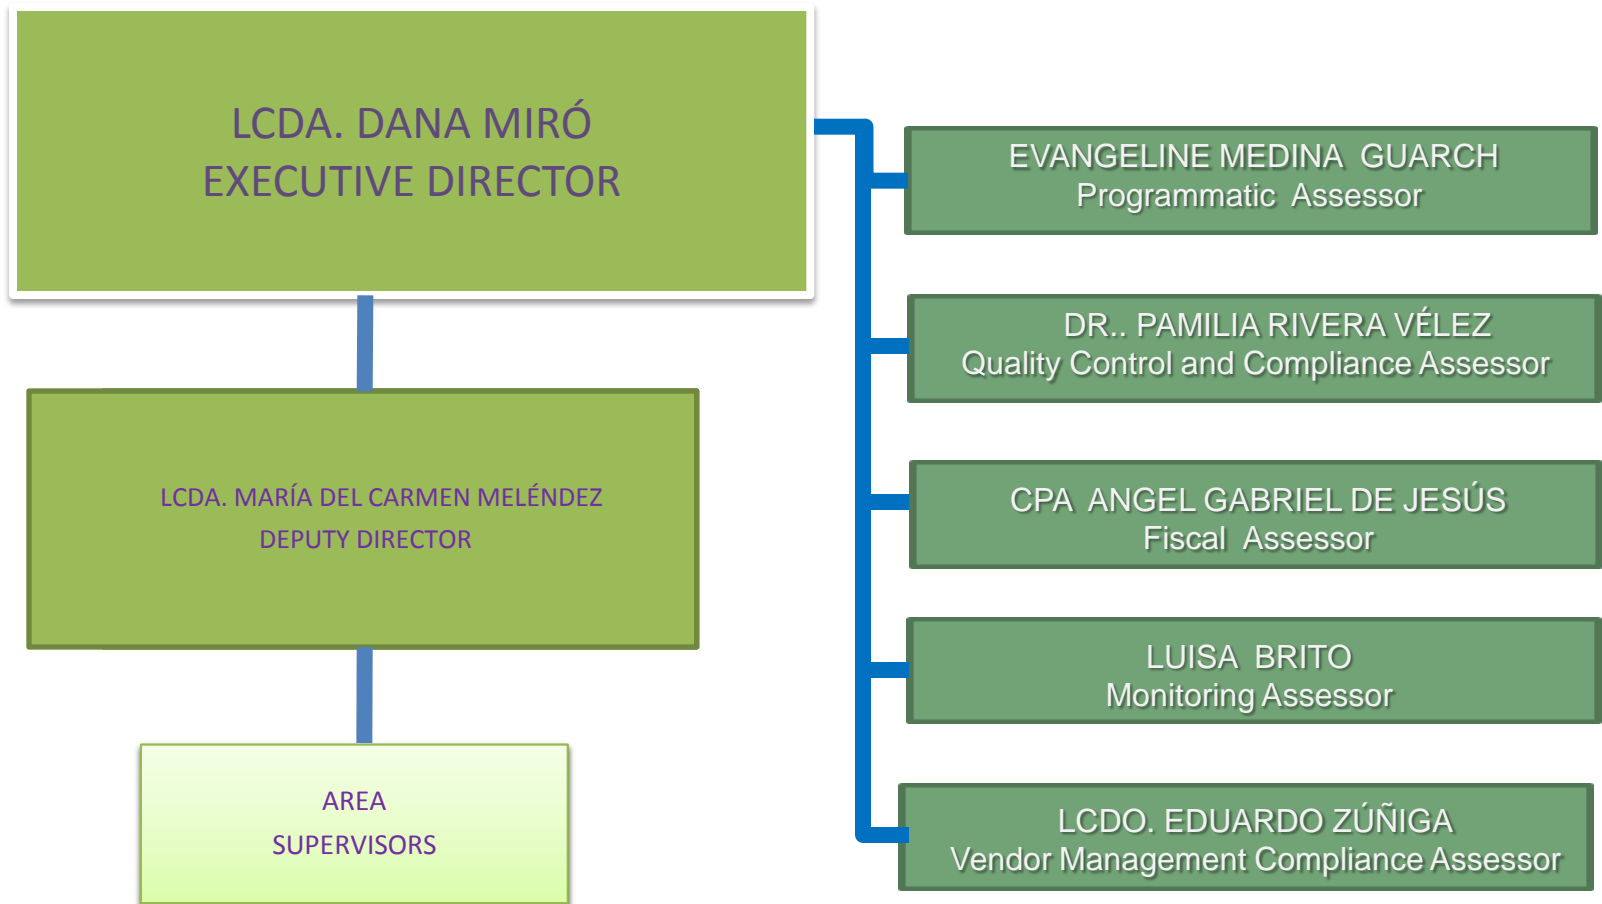 LCDA. DANA MIRÓ
EXECUTIVE DIRECTOR
LCDA. MARÍA DEL CARMEN MELÉNDEZ
DEPUTY DIRECTOR
AREA
SUPERVISORS
EVANGELINE MEDINA GUARCH
Programmatic Assessor
DR.. PAMILIA RIVERA VÉLEZ
Quality Control and Compliance Assessor
CPA ANGEL GABRIEL DE JESÚS
Fiscal Assessor
LUISA BRITO
Monitoring Assessor
LCDO. EDUARDO ZÚÑIGA
Vendor Management Compliance Assessor